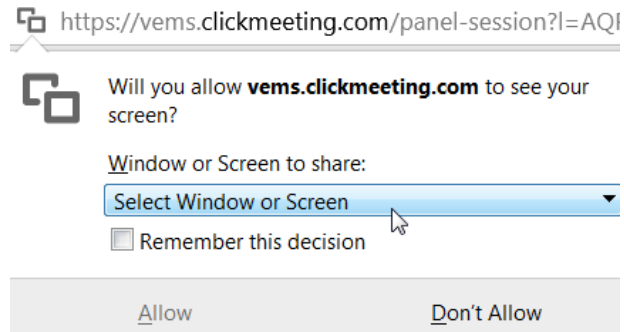 https://vems.clickmeeting.com/panel-session?l=AQ
Will you allow vems.clickmeeting.com to see your
screen?
Window or Screen to share:
Select Window or Screen
Remember this decision
Allow
Don't Allow